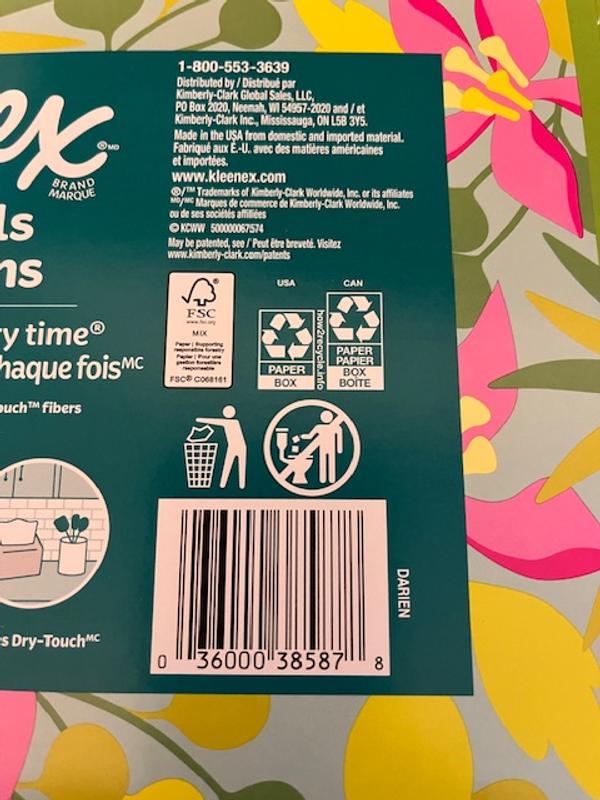 ex®MD
BRAND
MARQUE
ls
ns
ry time®
haque foisMC
ouch™ fibers
cs Dry-TouchMC
1-800-553-3639
Distributed by / Distribué par
Kimberly-Clark Global Sales, LLC,
PO Box 2020, Neenah, WI 54957-2020 and / et
Kimberly-Clark Inc., Mississauga, ON L5B 3Y5.
Made in the USA from domestic and imported material.
Fabriqué aux É.-U. avec des matières américaines
et importées.
www.kleenex.com
®/™ Trademarks of Kimberly-Clark Worldwide, Inc. or its affiliates
MD/MC Marques de commerce de Kimberly-Clark Worldwide, Inc.
ou de ses sociétés affiliées
© KCWW 500000067574
May be patented, see / Peut être breveté. Visitez
www.kimberly-clark.com/patents
FSC
www.fsc.org
MIX
Paper | Supporting
responsible forestry
Papier | Pour une
gestion forestière
responsable
FSC® C068161
USA
PAPER
BOX
how2recycle.info
CAN
PAPER
PAPIER
BOX
BOÎTE
DARIEN
0 36000 38587 8